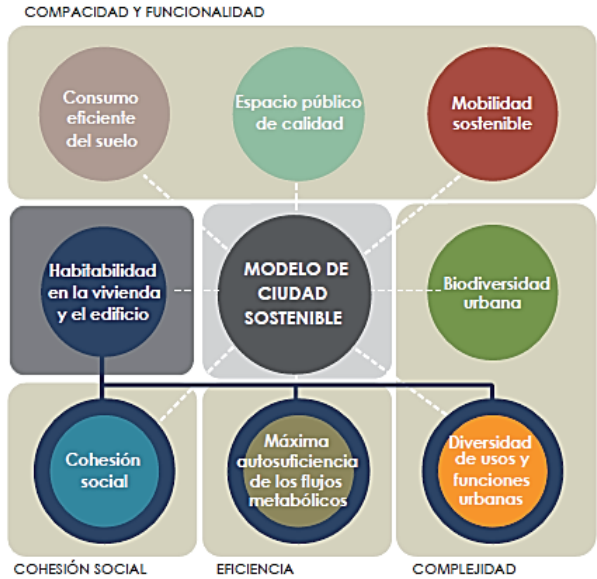 COMPACIDAD Y FUNCIONALIDAD
Consumo
eficiente
del suelo
Espacio público
de calidad
Mobilidad
sostenible
Habilabilidad
en la vivienda
y el edificio
MODELO DE
CIUDAD
SOSTENIBLE
Biodiversidad
urbana
Cohesión
social
Máxima
autosuficiencia
de los flujos
metabólicos
Diversidad
de usos y
funciones
urbanas
COHESIÓN SOCIAL
EFICIENCIA
COMPLEJIDAD